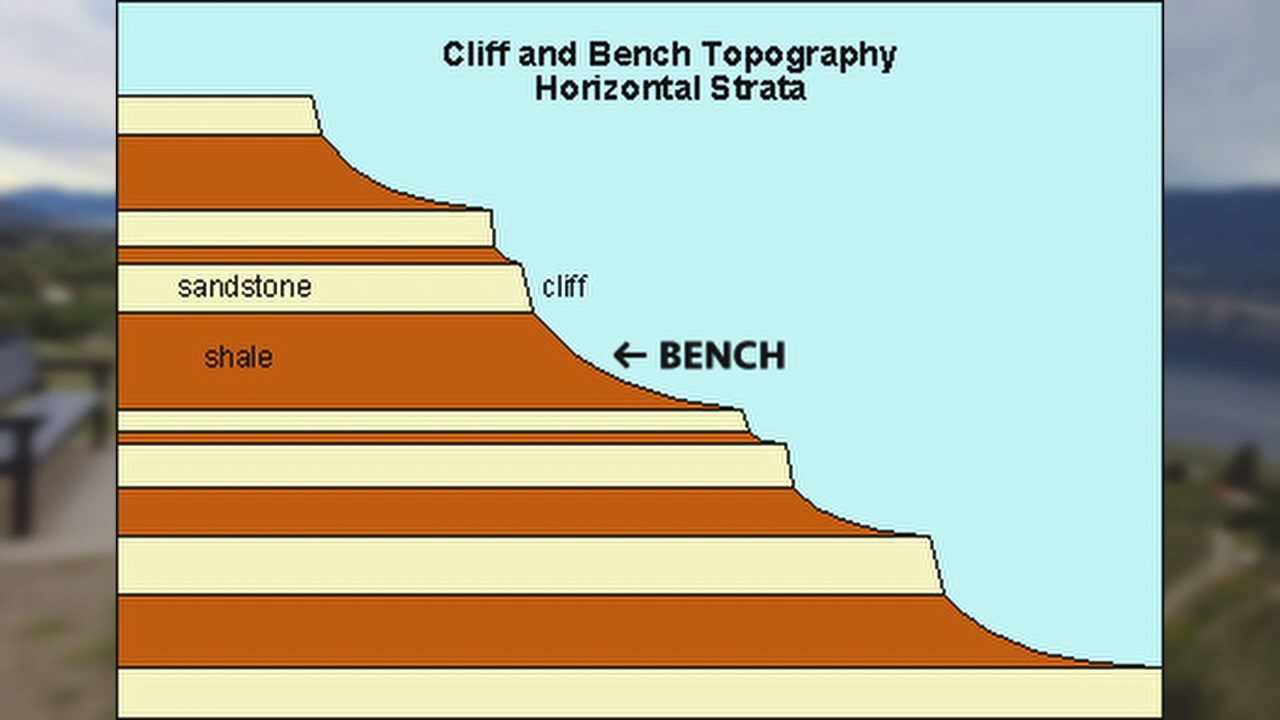 Cliff and Bench Topography
Horizontal Strata
sandstone
cliff
shale
← BENCH